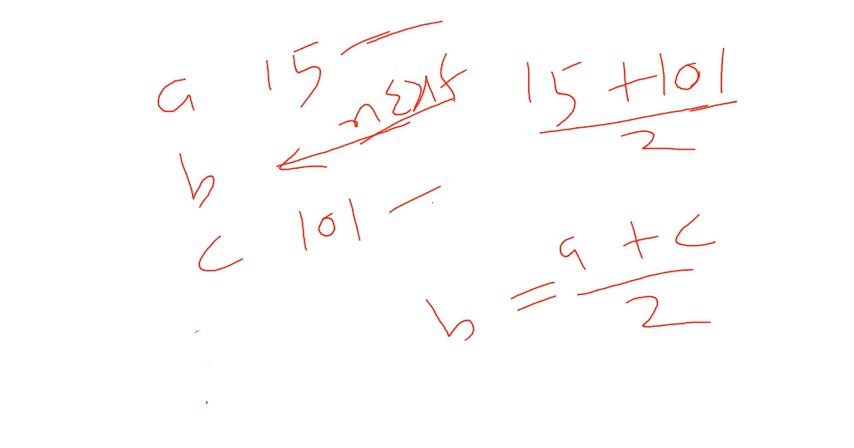 a 15
next
15 + 101
2
b
c 101
b = a + c
2